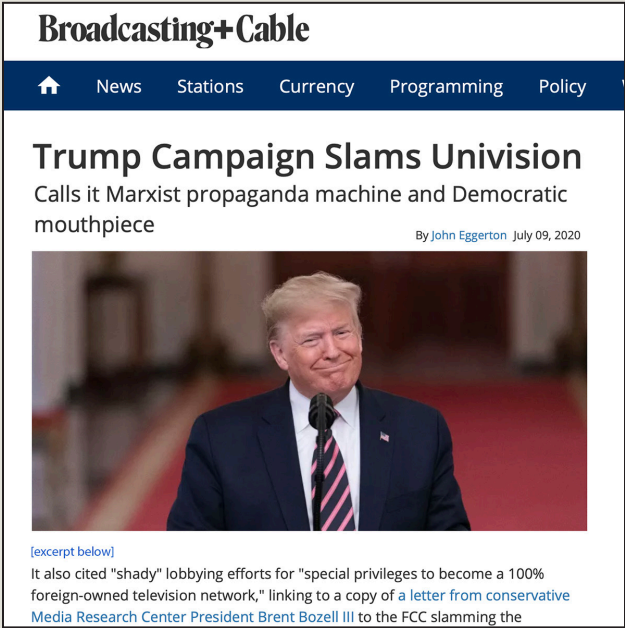 Broadcasting+Cable
News Stations Currency Programming Policy
Trump Campaign Slams Univision
Calls it Marxist propaganda machine and Democratic
mouthpiece
By John Eggerton July 09, 2020
[excerpt below]
It also cited "shady" lobbying efforts for "special privileges to become a 100%
foreign-owned television network," linking to a copy of a letter from conservative
Media Research Center President Brent Bozell III to the FCC slamming the